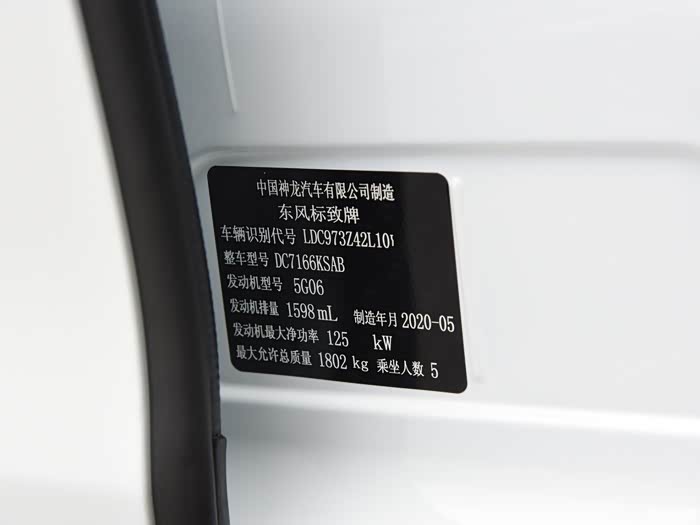 中国神龙汽车有限公司制造
东风标致牌
车辆识别代号 LDC973Z42L10
整车型号 DC7166KSAB
发动机型号 5G06
发动机排量 1598 mL 制造年月 2020-05
发动机最大净功率 125 kW
最大允许总质量 1802 kg 乘坐人数 5